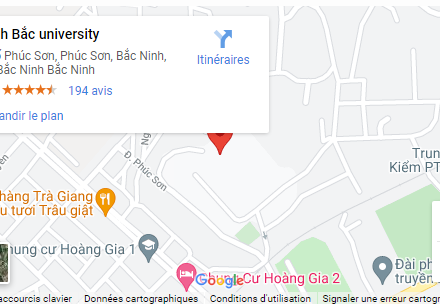 h Bắc university
Phúc Sơn, Phúc Sơn, Bắc Ninh,
Bắc Ninh Bắc Ninh
194 avis
andir le plan
Itinéraires
Đ. Phúc Sơn
Ng
Trun
Kiểm PT
hàng Trà Giang
u tươi Trâu giật
hung cư Hoàng Gia 1
Chung Cư Hoàng Gia 2
Google
Đài p
truyền
accourcis clavier
Données cartographiques
Conditions d'utilisation
Signaler une erreur cartogr